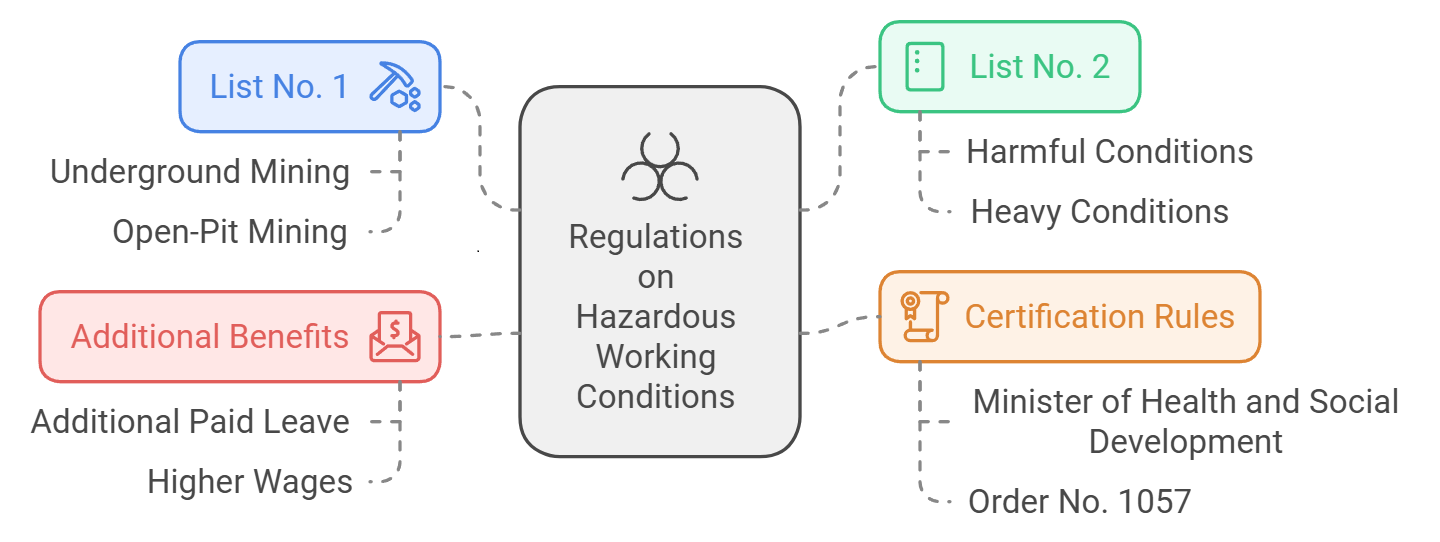 List No. 1
Underground Mining
Open-Pit Mining
Additional Benefits
Additional Paid Leave
Higher Wages
Regulations
on
Hazardous
Working
Conditions
List No. 2
Harmful Conditions
Heavy Conditions
Certification Rules
Minister of Health and Social
Development
Order No. 1057